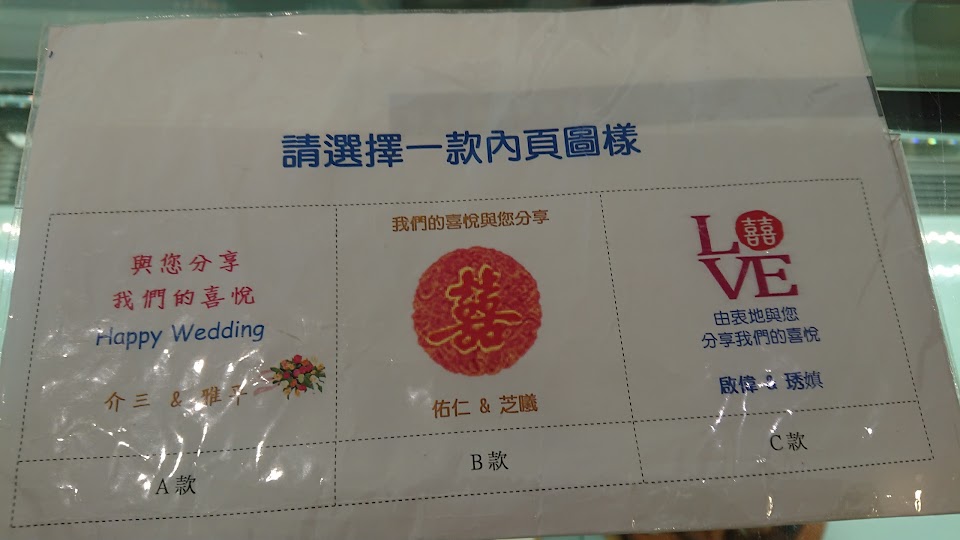 請選擇一款內頁圖樣
與您分享
我們的喜悅
Happy Wedding
介三 & 雅平
A款
我們的喜悅與您分享
囍
佑仁 & 芝曦
B款
L囍
VE
由衷地與您
分享我們的喜悅
啟偉 & 琇媜
C款